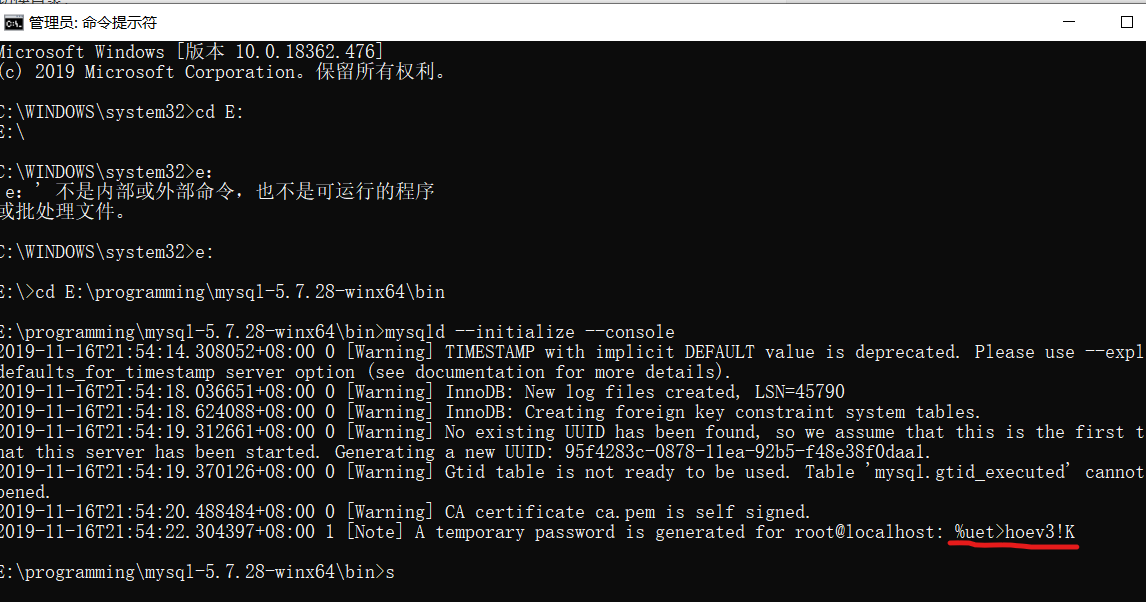 管理员: 命令提示符
Microsoft Windows [版本 10.0.18362.476]
(c) 2019 Microsoft Corporation。保留所有权利。
C:\WINDOWS\system32>cd E:
E:\
C:\WINDOWS\system32>e：
e：' 不是内部或外部命令，也不是可运行的程序
或批处理文件。
C:\WINDOWS\system32>e:
E:\>cd E:\programming\mysql-5.7.28-winx64\bin
E:\programming\mysql-5.7.28-winx64\bin>mysqld --initialize --console
2019-11-16T21:54:14.308052+08:00 0 [Warning] TIMESTAMP with implicit DEFAULT value is deprecated. Please use --expl
defaults_for_timestamp server option (see documentation for more details).
2019-11-16T21:54:18.036651+08:00 0 [Warning] InnoDB: New log files created, LSN=45790
2019-11-16T21:54:18.624088+08:00 0 [Warning] InnoDB: Creating foreign key constraint system tables.
2019-11-16T21:54:19.312661+08:00 0 [Warning] No existing UUID has been found, so we assume that this is the first t
hat this server has been started. Generating a new UUID: 95f4283c-0878-11ea-92b5-f48e38f0daa1.
2019-11-16T21:54:19.370126+08:00 0 [Warning] Gtid table is not ready to be used. Table 'mysql.gtid_executed' cannot
pened.
2019-11-16T21:54:20.488484+08:00 0 [Warning] CA certificate ca.pem is self signed.
2019-11-16T21:54:22.304397+08:00 1 [Note] A temporary password is generated for root@localhost: %uet>hoev3!K
E:\programming\mysql-5.7.28-winx64\bin>s